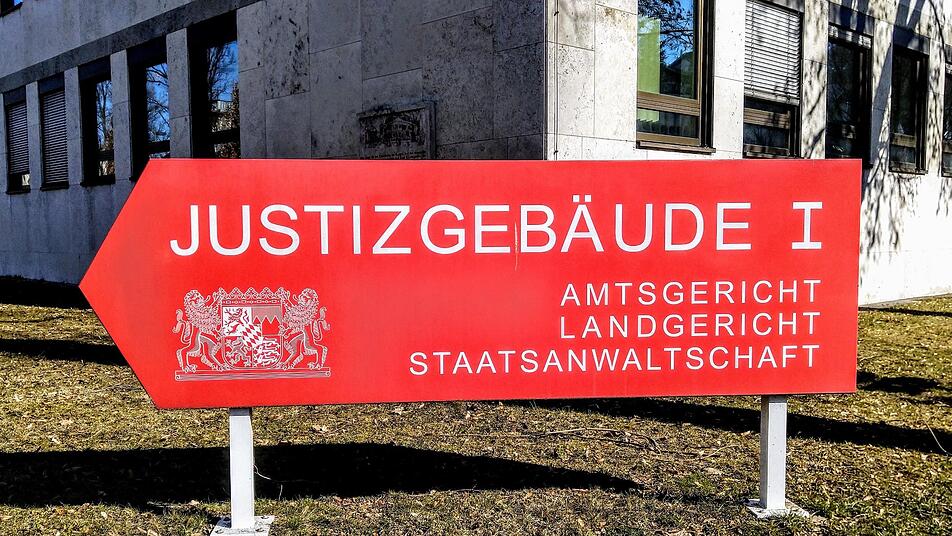 JUSTIZGEBÄUDE I
AMTSGERICHT
LANDGERICHT
STAATSANWALTSCHAFT